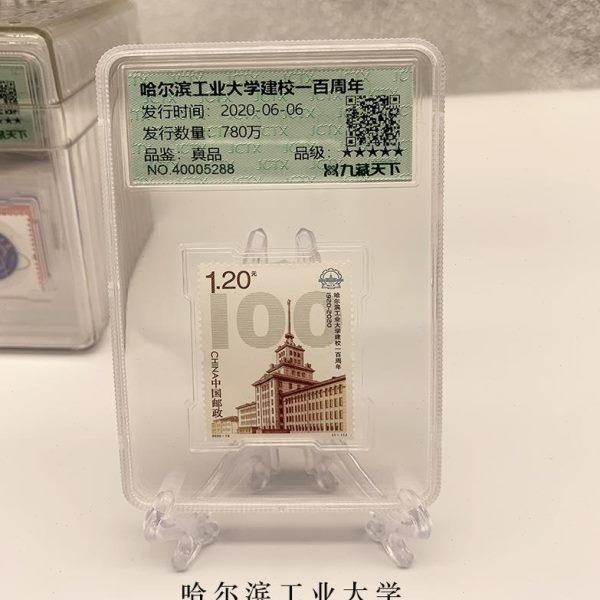 哈尔滨工业大学建校一百周年
发行时间：2020-06-06
发行数量：780万
品鉴：真品
品级：★★★★★
NO.40005288
九藏天下
1.20元
100
哈尔滨工业大学建校一百周年
1920-2020
CHINA中国邮政
哈尔滨工业大学